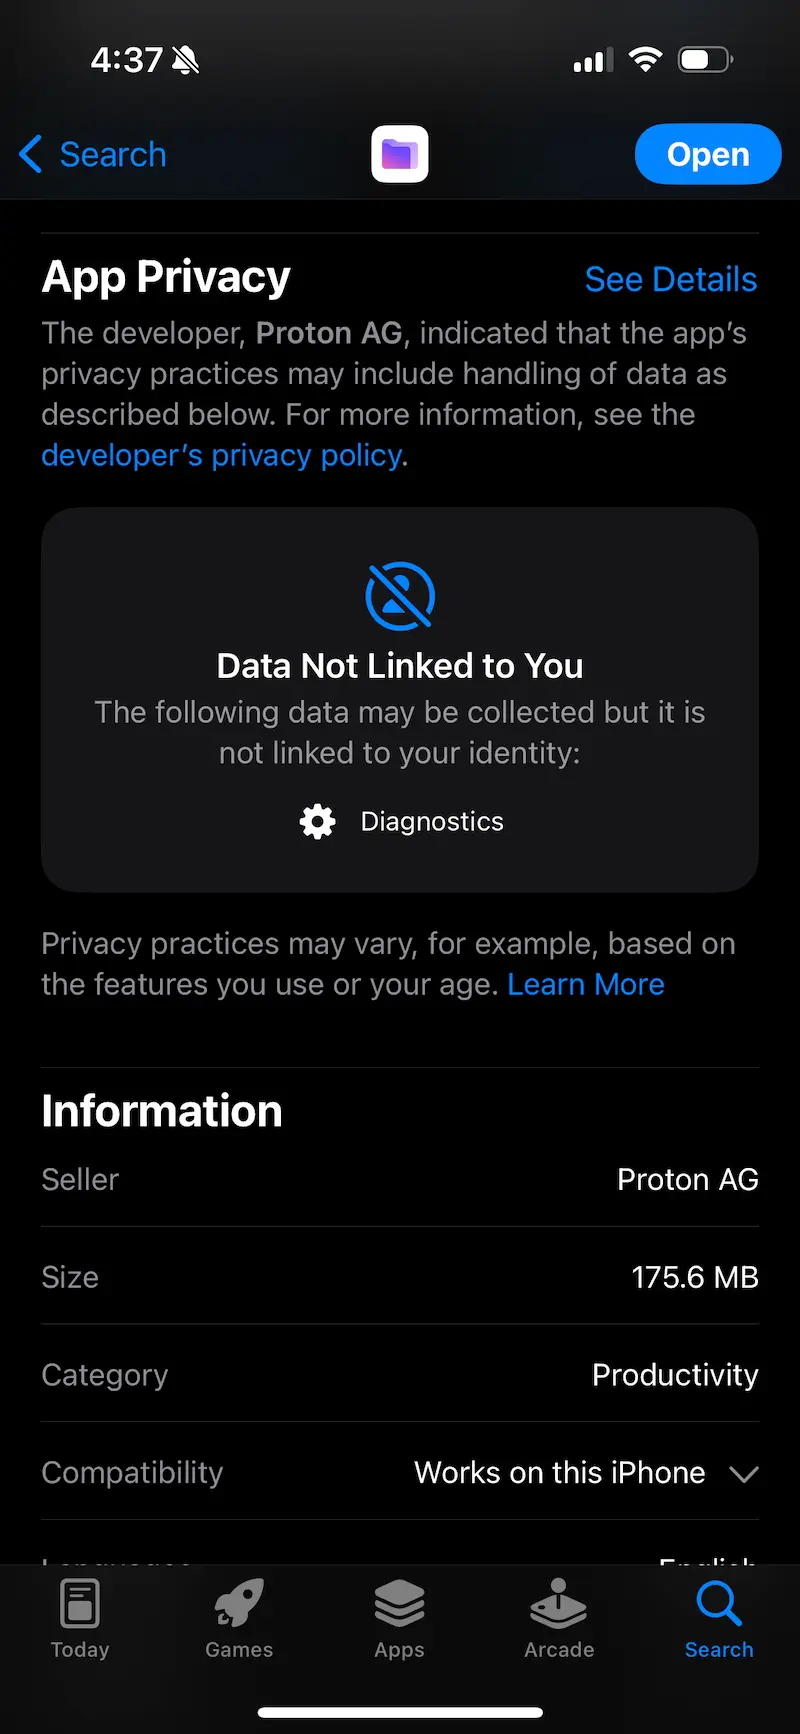 4:37
Search
Open
App Privacy
See Details
The developer, Proton AG, indicated that the app’s
privacy practices may include handling of data as
described below. For more information, see the
developer’s privacy policy.
Data Not Linked to You
The following data may be collected but it is
not linked to your identity:
Diagnostics
Privacy practices may vary, for example, based on
the features you use or your age. Learn More
Information
Seller
Proton AG
Size
175.6 MB
Category
Productivity
Compatibility
Works on this iPhone
Languages
English
Today
Games
Apps
Arcade
Search